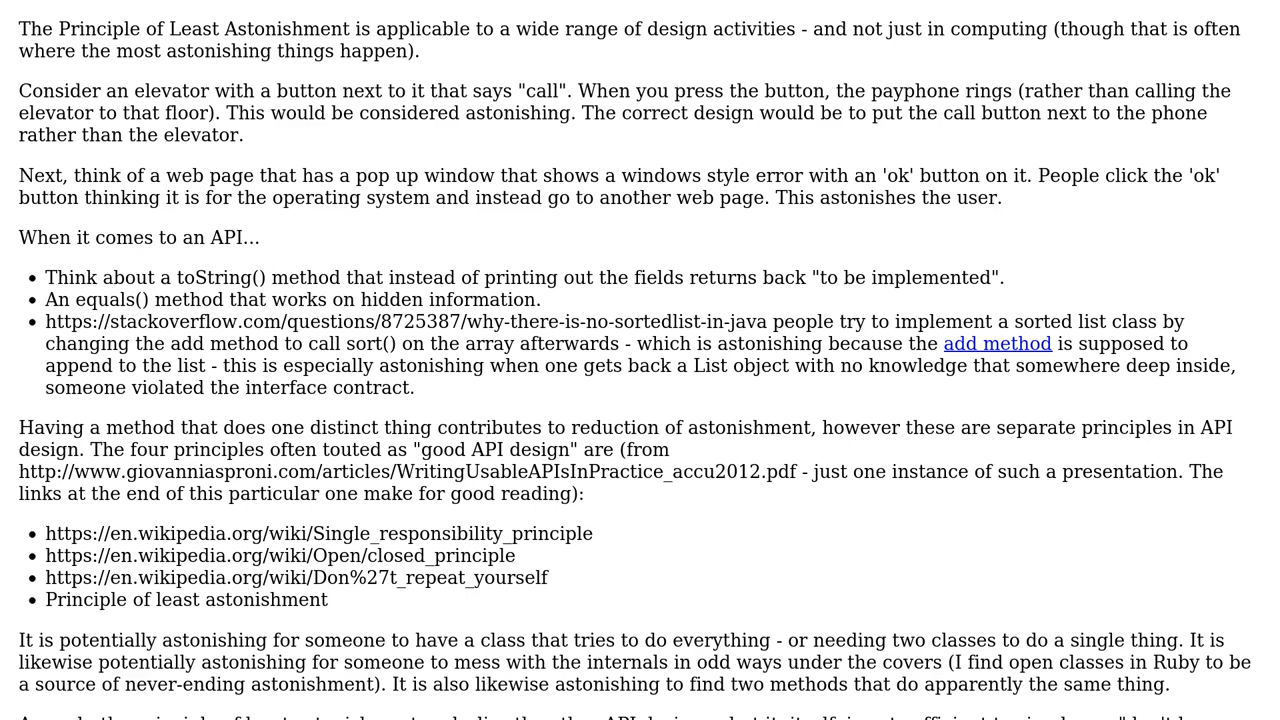 The Principle of Least Astonishment is applicable to a wide range of design activities - and not just in computing (though that is often
where the most astonishing things happen).
Consider an elevator with a button next to it that says "call". When you press the button, the payphone rings (rather than calling the
elevator to that floor). This would be considered astonishing. The correct design would be to put the call button next to the phone
rather than the elevator.
Next, think of a web page that has a pop up window that shows a windows style error with an 'ok' button on it. People click the 'ok'
button thinking it is for the operating system and instead go to another web page. This astonishes the user.
When it comes to an API...
• Think about a toString() method that instead of printing out the fields returns back "to be implemented".
• An equals() method that works on hidden information.
• https://stackoverflow.com/questions/8725387/why-there-is-no-sortedlist-in-java people try to implement a sorted list class by
changing the add method to call sort() on the array afterwards - which is astonishing because the add method is supposed to
append to the list - this is especially astonishing when one gets back a List object with no knowledge that somewhere deep inside,
someone violated the interface contract.
Having a method that does one distinct thing contributes to reduction of astonishment, however these are separate principles in API
design. The four principles often touted as "good API design" are (from
http://www.giovanniasproni.com/articles/WritingUsableAPIsInPractice_accu2012.pdf - just one instance of such a presentation. The
links at the end of this particular one make for good reading):
• https://en.wikipedia.org/wiki/Single_responsibility_principle
• https://en.wikipedia.org/wiki/Open/closed_principle
• https://en.wikipedia.org/wiki/Don%27t_repeat_yourself
• Principle of least astonishment
It is potentially astonishing for someone to have a class that tries to do everything - or needing two classes to do a single thing. It is
likewise potentially astonishing for someone to mess with the internals in odd ways under the covers (I find open classes in Ruby to be
a source of never-ending astonishment). It is also likewise astonishing to find two methods that do apparently the same thing.